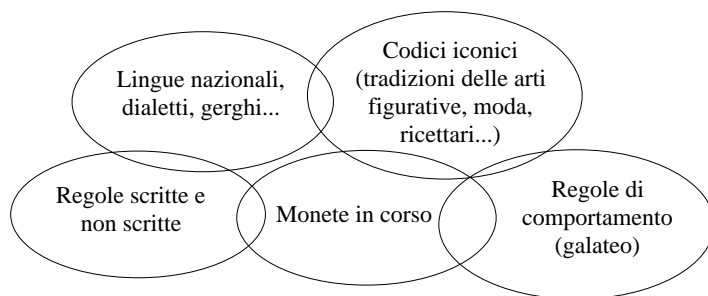 Lingue nazionali,
dialetti, gerghi...
Codici iconici
(tradizioni delle arti
figurative, moda,
ricettari...)
Regole scritte e
non scritte
Monete in corso
Regole di
comportamento
(galateo)